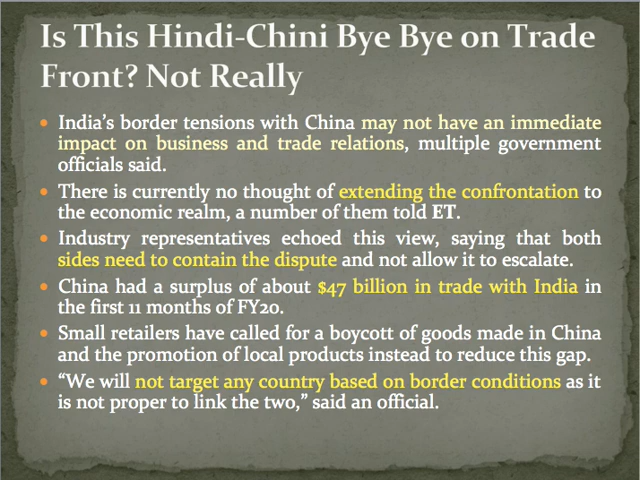 Is This Hindi-Chini Bye Bye on Trade
Front? Not Really
• India's border tensions with China may not have an immediate
impact on business and trade relations, multiple government
officials said.
• There is currently no thought of extending the confrontation to
the economic realm, a number of them told ET.
• Industry representatives echoed this view, saying that both
sides need to contain the dispute and not allow it to escalate.
• China had a surplus of about $47 billion in trade with India in
the first 11 months of FY20.
• Small retailers have called for a boycott of goods made in China
and the promotion of local products instead to reduce this gap.
• “We will not target any country based on border conditions as it
is not proper to link the two,” said an official.